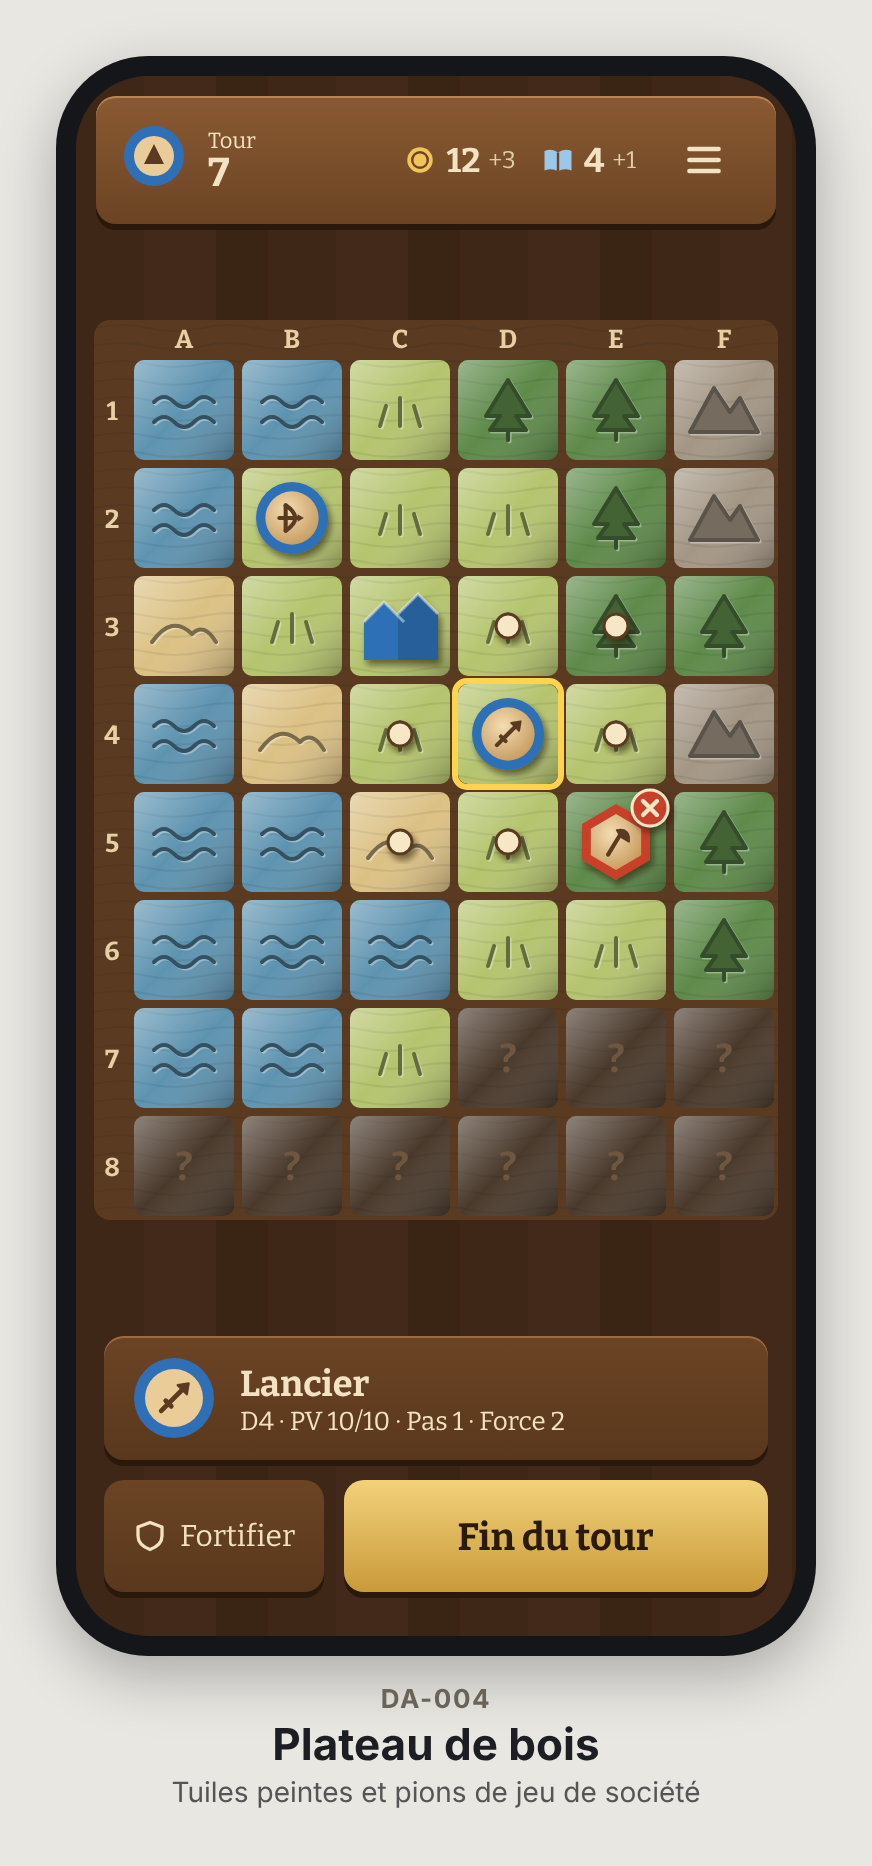 Tour
7
12 +3
4 +1
A B C D E F
1
2
3
4
5
6
7 ? ? ?
8 ? ? ? ? ? ?
Lancier
D4 · PV 10/10 · Pas 1 · Force 2
Fortifier
Fin du tour
DA-004
Plateau de bois
Tuiles peintes et pions de jeu de société